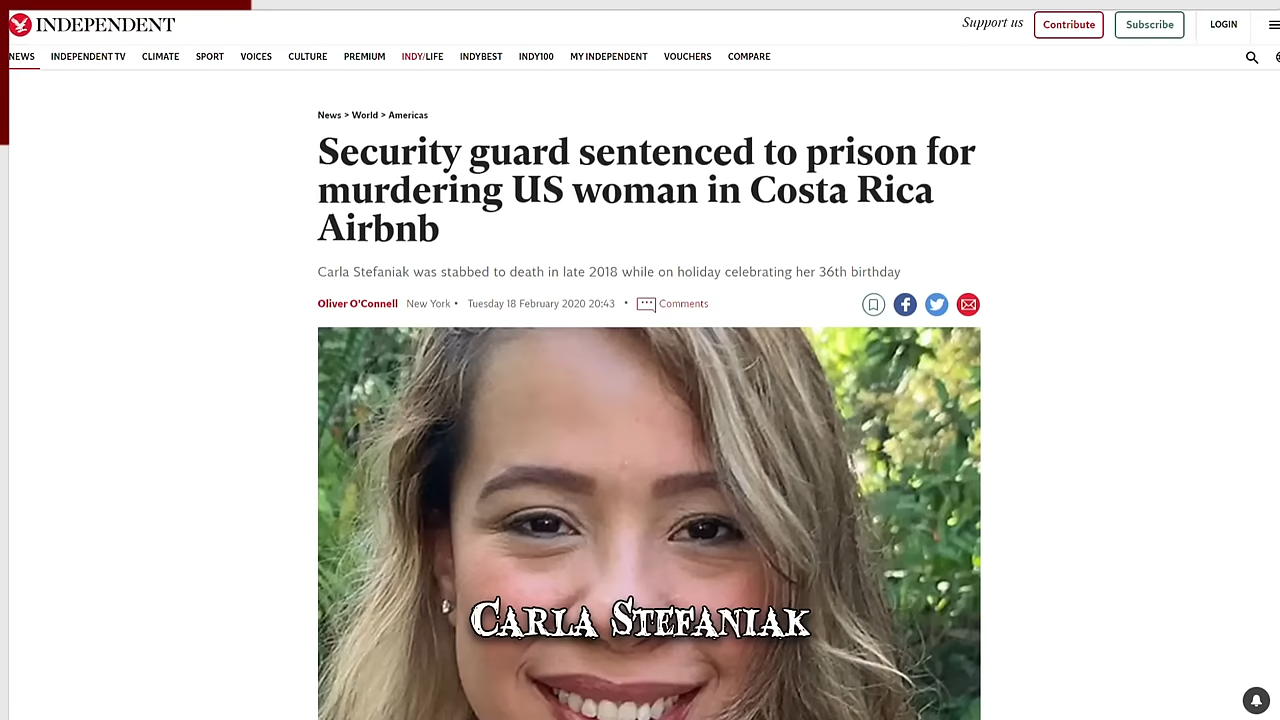 INDEPENDENT
Support us
Contribute
Subscribe
LOGIN
NEWS INDEPENDENT TV CLIMATE SPORT VOICES CULTURE PREMIUM INDY/LIFE INDYBEST INDY100 MY INDEPENDENT VOUCHERS COMPARE
News > World > Americas
Security guard sentenced to prison for
murdering US woman in Costa Rica
Airbnb
Carla Stefaniak was stabbed to death in late 2018 while on holiday celebrating her 36th birthday
Oliver O'Connell New York • Tuesday 18 February 2020 20:43 • Comments
CARLA STEFANIAK